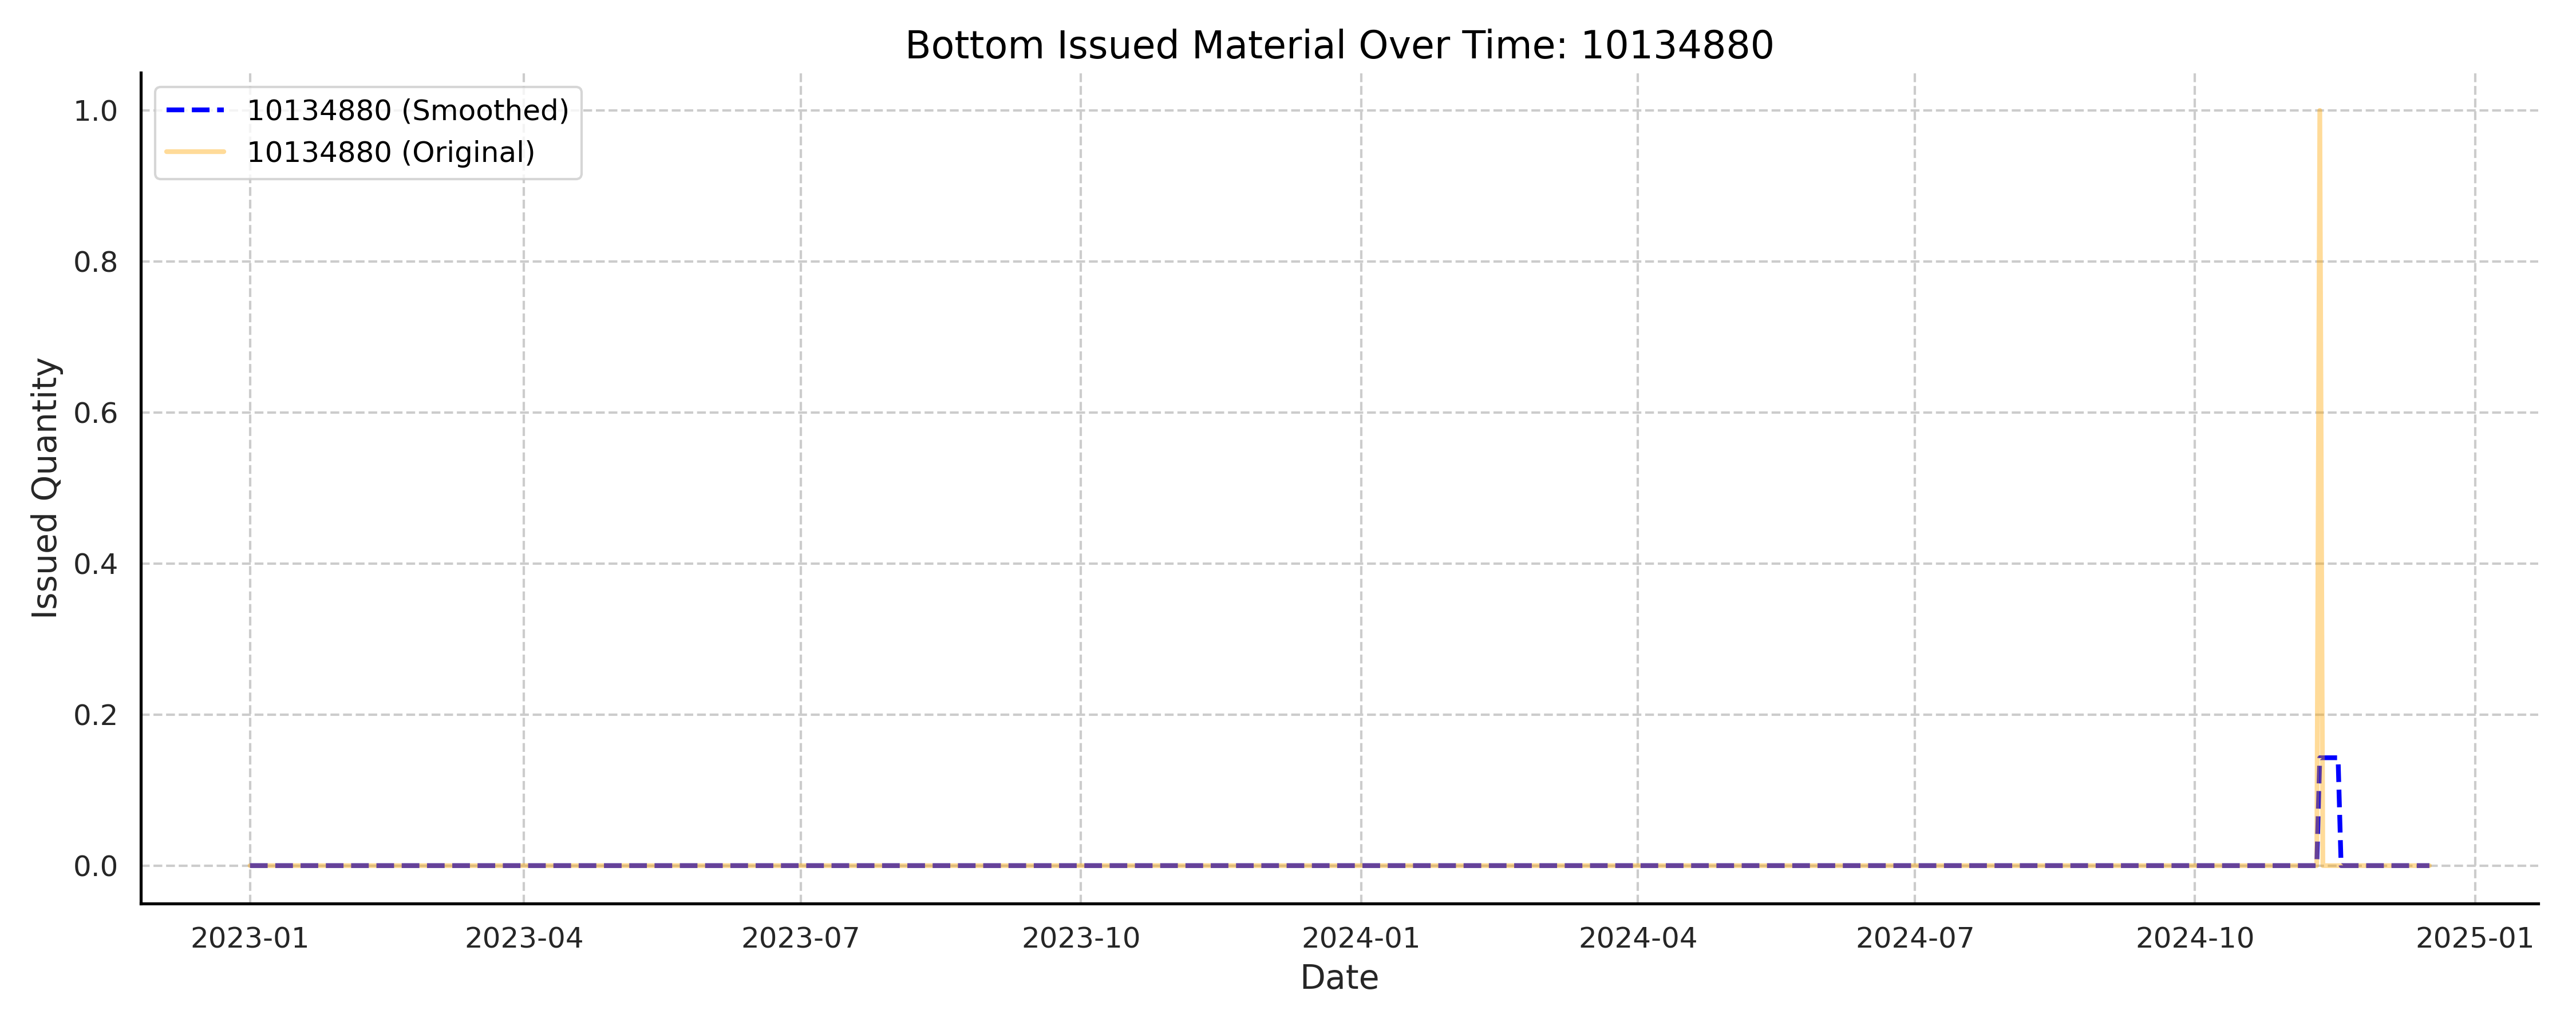 Bottom Issued Material Over Time: 10134880
10134880 (Smoothed)
10134880 (Original)
Issued Quantity
1.0
0.8
0.6
0.4
0.2
0.0
2023-01 2023-04 2023-07 2023-10 2024-01 2024-04 2024-07 2024-10 2025-01
Date